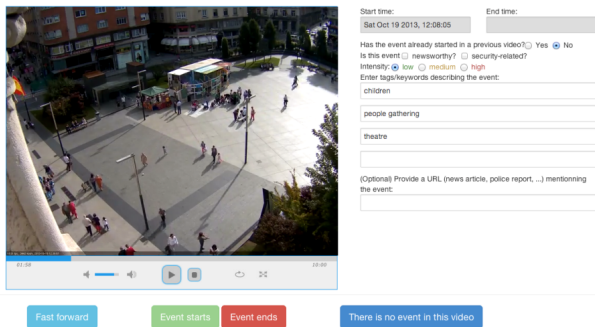 Start time:
End time:
Sat Oct 19 2013, 12:08:05
Has the event already started in a previous video? Yes No
Is this event newsworthy? security-related?
Intensity: low medium high
Enter tags/keywords describing the event:
children
people gathering
theatre
(Optional) Provide a URL (news article, police report, ...) mentionning
the event:
01:58
10:00
Fast forward
Event starts
Event ends
There is no event in this video